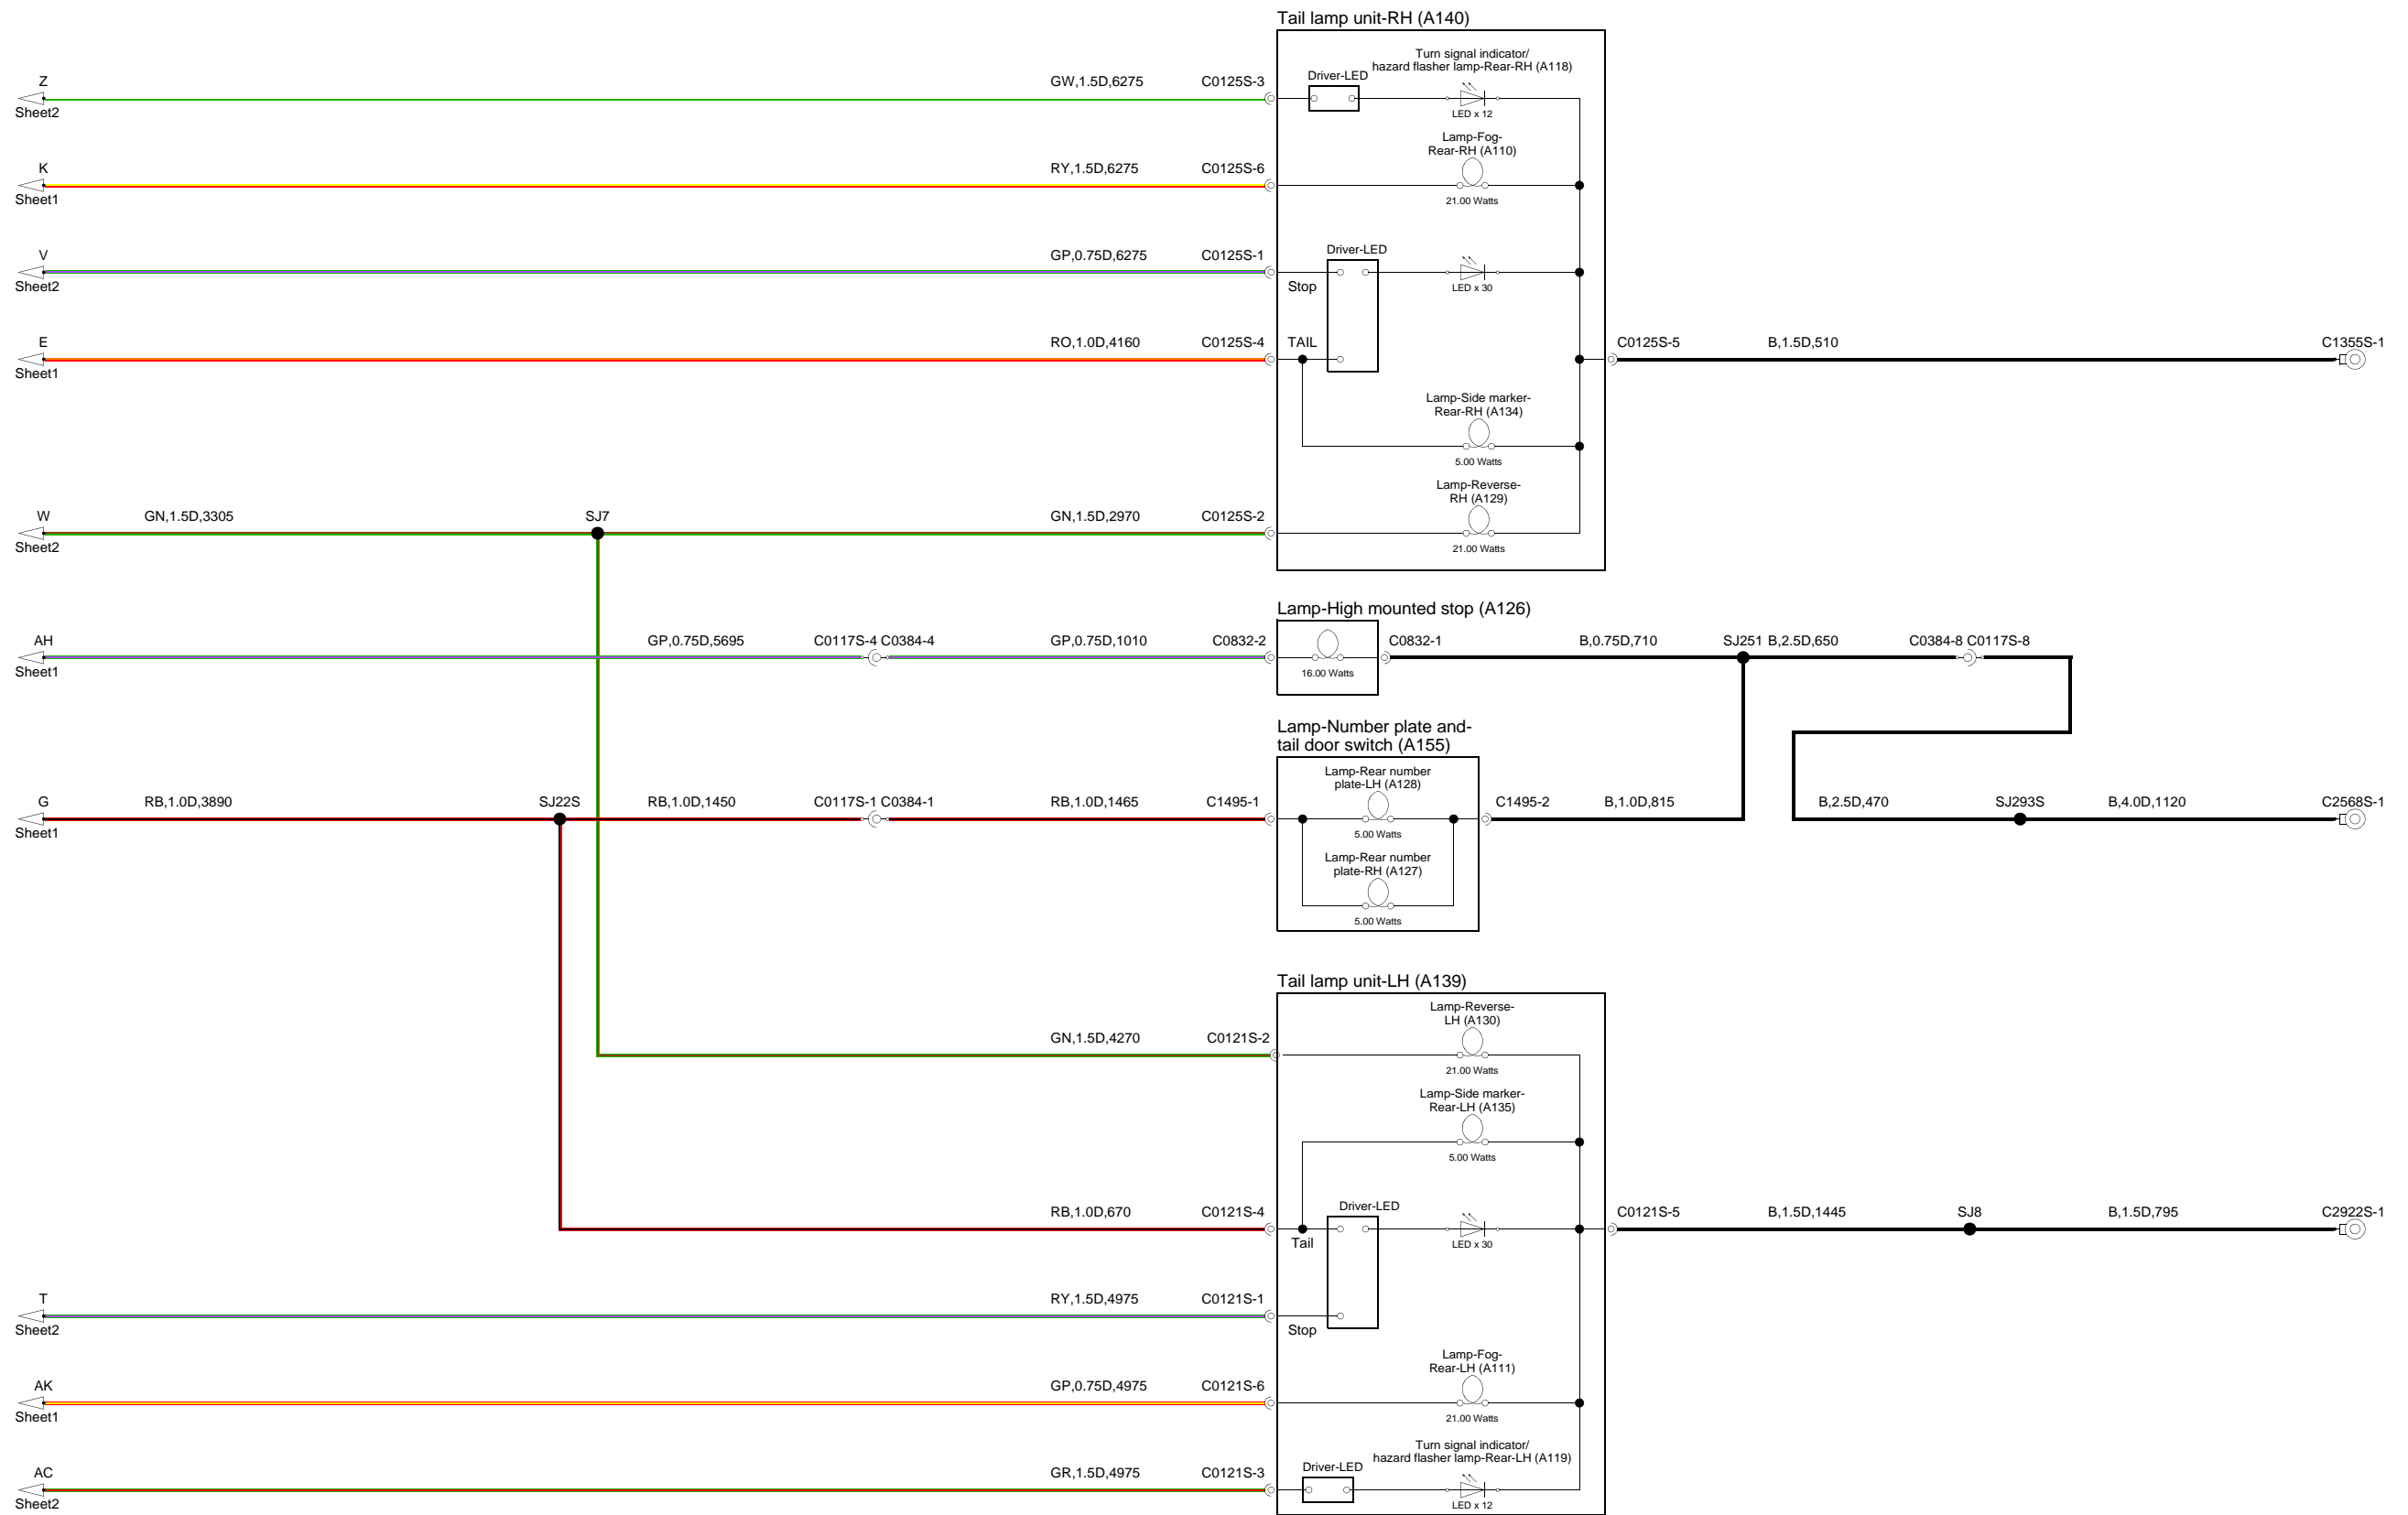 Tail lamp unit-RH (A140)
Turn signal indicator/
hazard flasher lamp-Rear-RH (A118)
Driver-LED
Z
GW,1.5D,6275
C0125S-3
Sheet2
LED x 12
Lamp-Fog-
Rear-RH (A110)
K
RY,1.5D,6275
C0125S-6
Sheet1
21.00 Watts
Driver-LED
V
GP,0.75D,6275
C0125S-1
Sheet2
Stop
LED x 30
E
RO,1.0D,4160
C0125S-4
TAIL
C0125S-5
B,1.5D,510
C1355S-1
Sheet1
Lamp-Side marker-
Rear-RH (A134)
5.00 Watts
Lamp-Reverse-
RH (A129)
W
GN,1.5D,3305
SJ7
GN,1.5D,2970
C0125S-2
Sheet2
21.00 Watts
Lamp-High mounted stop (A126)
AH
GP,0.75D,5695
C0117S-4 C0384-4
GP,0.75D,1010
C0832-2
C0832-1
B,0.75D,710
SJ251 B,2.5D,650
C0384-8 C0117S-8
Sheet1
16.00 Watts
Lamp-Number plate and-
tail door switch (A155)
Lamp-Rear number
plate-LH (A128)
G
RB,1.0D,3890
SJ22S
RB,1.0D,1450
C0117S-1 C0384-1
RB,1.0D,1465
C1495-1
C1495-2
B,1.0D,815
B,2.5D,470
SJ293S
B,4.0D,1120
C2568S-1
Sheet1
5.00 Watts
Lamp-Rear number
plate-RH (A127)
5.00 Watts
Tail lamp unit-LH (A139)
Lamp-Reverse-
LH (A130)
GN,1.5D,4270
C0121S-2
21.00 Watts
Lamp-Side marker-
Rear-LH (A135)
5.00 Watts
Driver-LED
RB,1.0D,670
C0121S-4
C0121S-5
B,1.5D,1445
SJ8
B,1.5D,795
C2922S-1
Tail
LED x 30
T
RY,1.5D,4975
C0121S-1
Sheet2
Stop
Lamp-Fog-
Rear-LH (A111)
AK
GP,0.75D,4975
C0121S-6
Sheet1
21.00 Watts
Turn signal indicator/
hazard flasher lamp-Rear-LH (A119)
Driver-LED
AC
GR,1.5D,4975
C0121S-3
Sheet2
LED x 12